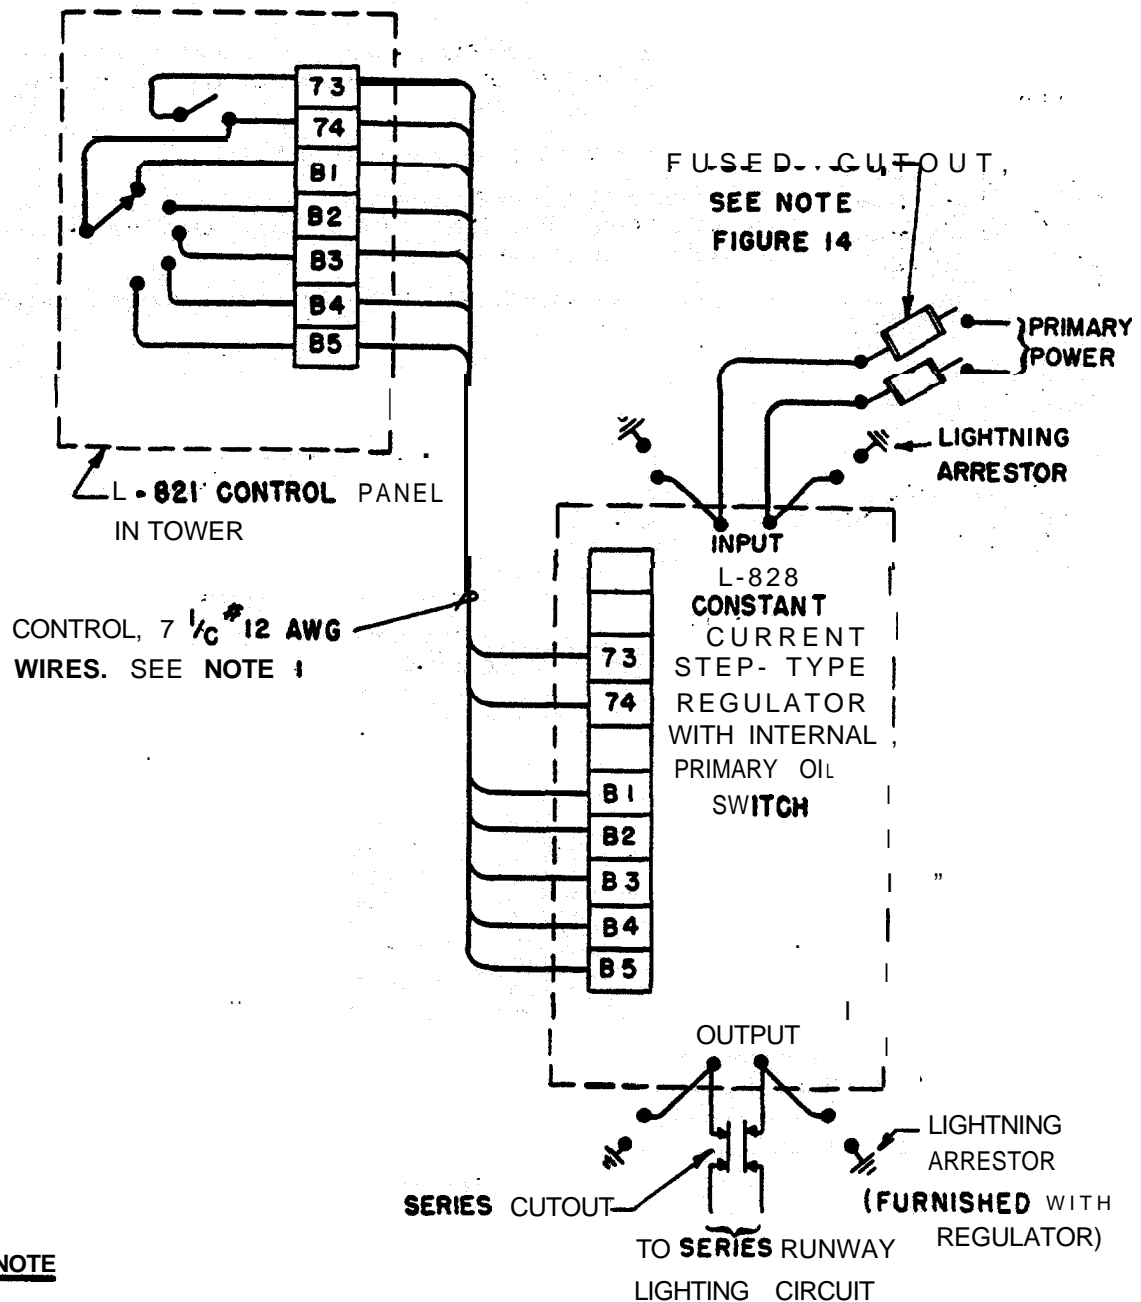 73
74
B1
B2
B3
B4
B5
L-821 CONTROL PANEL
IN TOWER
FUSED CUTOUT,
SEE NOTE
FIGURE 14
PRIMARY
POWER
LIGHTNING
ARRESTOR
CONTROL, 7 1/C #12 AWG
WIRES. SEE NOTE 1
INPUT
L-828
CONSTANT
CURRENT
STEP-TYPE
REGULATOR
WITH INTERNAL
PRIMARY OIL
SWITCH
73
74
B1
B2
B3
B4
B5
OUTPUT
LIGHTNING
ARRESTOR
(FURNISHED WITH
REGULATOR)
SERIES CUTOUT
TO SERIES RUNWAY
LIGHTING CIRCUIT
NOTE